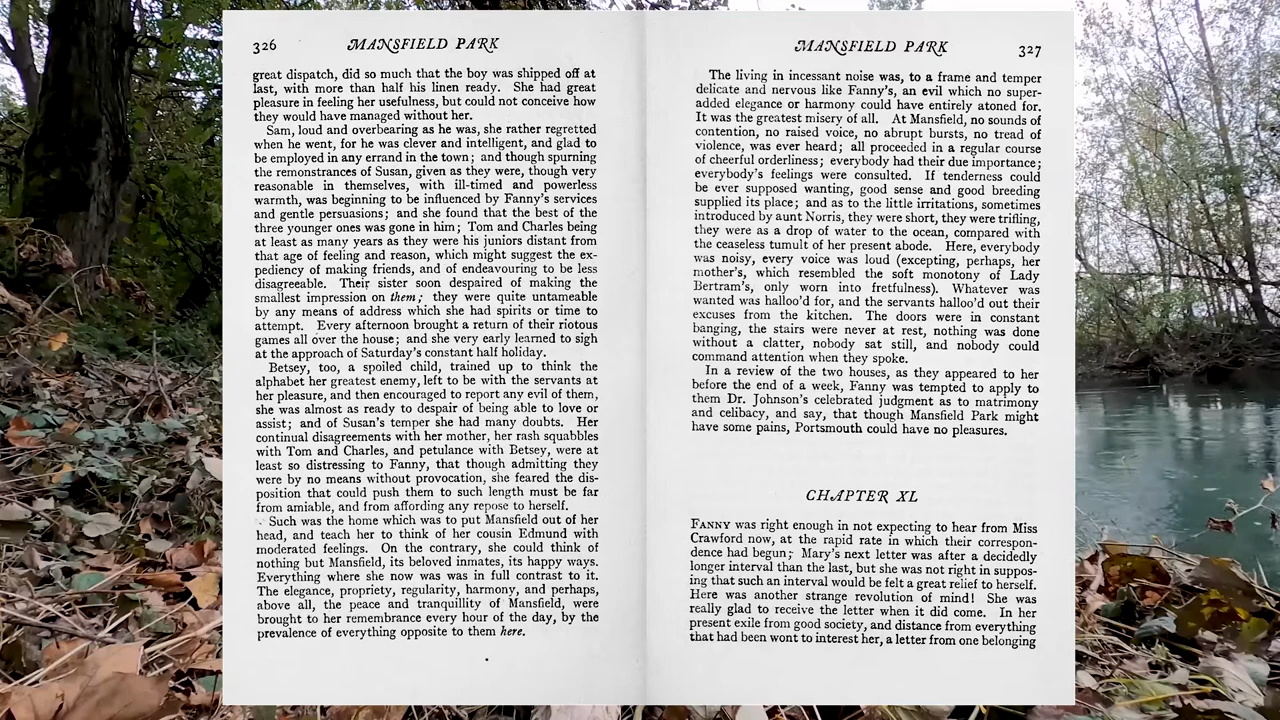 326 MANSFIELD PARK
great dispatch, did so much that the boy was shipped off at
last, with more than half his linen ready. She had great
pleasure in feeling her usefulness, but could not conceive how
they would have managed without her.
Sam, loud and overbearing as he was, she rather regretted
when he went, for he was clever and intelligent, and glad to
be employed in any errand in the town; and though spurning
the remonstrances of Susan, given as they were, though very
reasonable in themselves, with ill-timed and powerless
warmth, was beginning to be influenced by Fanny's services
and gentle persuasions; and she found that the best of the
three younger ones was gone in him; Tom and Charles being
at least as many years as they were his juniors distant from
that age of feeling and reason, which might suggest the ex-
pediency of making friends, and of endeavouring to be less
disagreeable. Their sister soon despaired of making the
smallest impression on them; they were quite untameable
by any means of address which she had spirits or time to
attempt. Every afternoon brought a return of their riotous
games all over the house; and she very early learned to sigh
at the approach of Saturday's constant half holiday.
Betsey, too, a spoiled child, trained up to think the
alphabet her greatest enemy, left to be with the servants at
her pleasure, and then encouraged to report any evil of them,
she was almost as ready to despair of being able to love or
assist; and of Susan's temper she had many doubts. Her
continual disagreements with her mother, her rash squabbles
with Tom and Charles, and petulance with Betsey, were at
least so distressing to Fanny, that though admitting they
were by no means without provocation, she feared the dis-
position that could push them to such length must be far
from amiable, and from affording any repose to herself.
Such was the home which was to put Mansfield out of her
head, and teach her to think of her cousin Edmund with
moderated feelings. On the contrary, she could think of
nothing but Mansfield, its beloved inmates, its happy ways.
Everything where she now was was in full contrast to it.
The elegance, propriety, regularity, harmony, and perhaps,
above all, the peace and tranquillity of Mansfield, were
brought to her remembrance every hour of the day, by the
prevalence of everything opposite to them here.
MANSFIELD PARK 327
The living in incessant noise was, to a frame and temper
delicate and nervous like Fanny's, an evil which no super-
added elegance or harmony could have entirely atoned for.
It was the greatest misery of all. At Mansfield, no sounds of
contention, no raised voice, no abrupt bursts, no tread of
violence, was ever heard; all proceeded in a regular course
of cheerful orderliness; everybody had their due importance;
everybody's feelings were consulted. If tenderness could
be ever supposed wanting, good sense and good breeding
supplied its place; and as to the little irritations, sometimes
introduced by aunt Norris, they were short, they were trifling,
they were as a drop of water to the ocean, compared with
the ceaseless tumult of her present abode. Here, everybody
was noisy, every voice was loud (excepting, perhaps, her
mother's, which resembled the soft monotony of Lady
Bertram's, only worn into fretfulness). Whatever was
wanted was halloo'd for, and the servants halloo'd out their
excuses from the kitchen. The doors were in constant
banging, the stairs were never at rest, nothing was done
without a clatter, nobody sat still, and nobody could
command attention when they spoke.
In a review of the two houses, as they appeared to her
before the end of a week, Fanny was tempted to apply to
them Dr. Johnson's celebrated judgment as to matrimony
and celibacy, and say, that though Mansfield Park might
have some pains, Portsmouth could have no pleasures.
CHAPTER XL
FANNY was right enough in not expecting to hear from Miss
Crawford now, at the rapid rate in which their correspon-
dence had begun; Mary's next letter was after a decidedly
longer interval than the last, but she was not right in suppos-
ing that such an interval would be felt a great relief to herself.
Here was another strange revolution of mind! She was
really glad to receive the letter when it did come. In her
present exile from good society, and distance from everything
that had been wont to interest her, a letter from one belonging